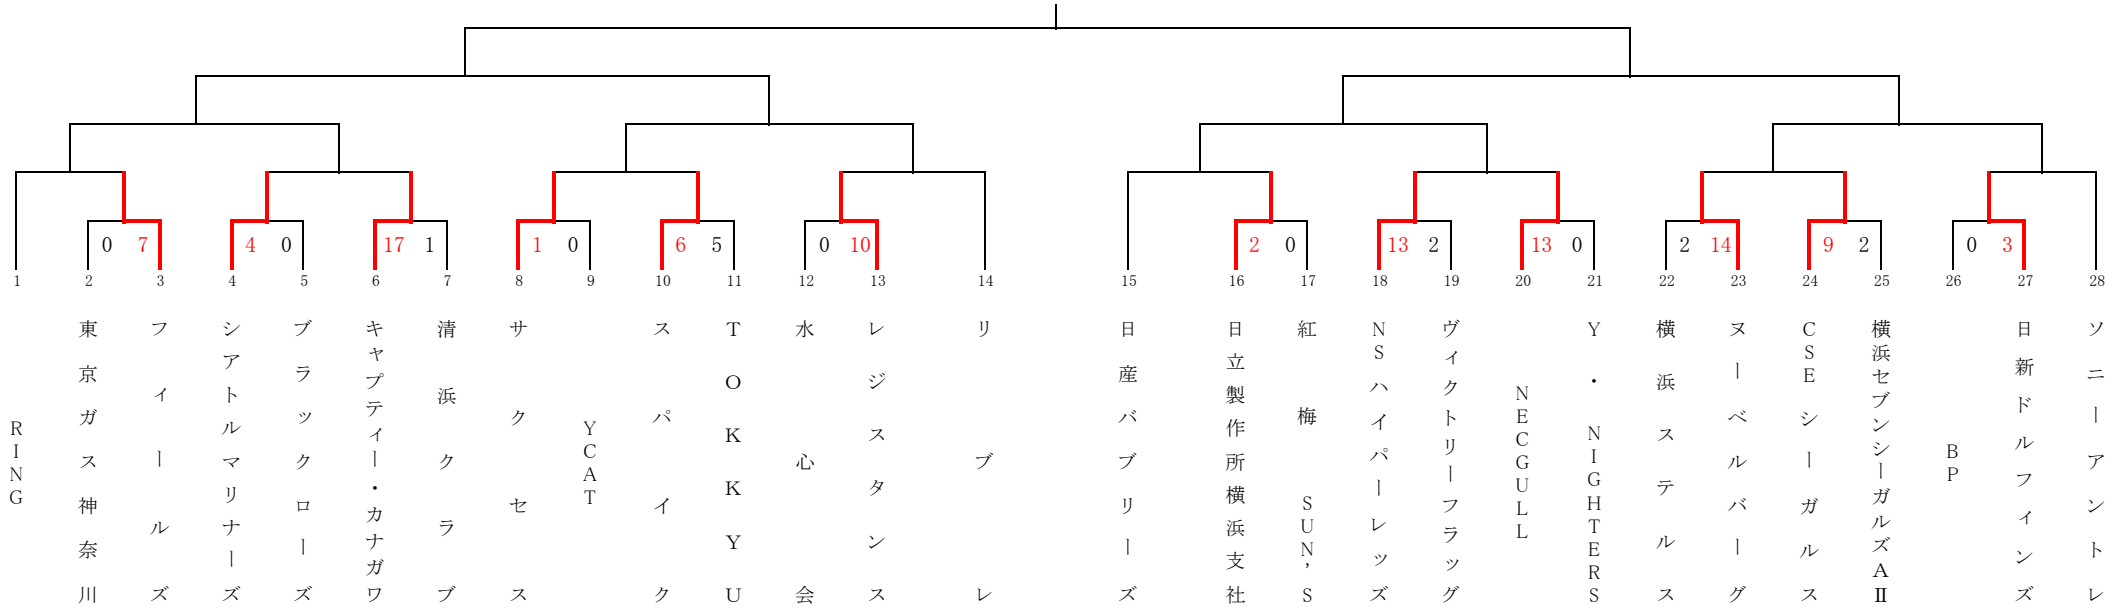 0 7 4 0 17 1 1 0 6 5 0 10 2 0 13 2 13 0 2 14 9 2 0 3
1 2 3 4 5 6 7 8 9 10 11 12 13 14 15 16 17 18 19 20 21 22 23 24 25 26 27 28
RING
東京ガス神奈川
フィールズ
シアトルマリナーズ
ブラックローズ
キャプティー・カナガワ
清浜クラブ
サクセス
YCAT
スパイク
TOKKYU
水心会
レジスタンス
リブレ
日産バブリーズ
日立製作所横浜支社
紅梅SUN’S
NSハイパーレッズ
ヴィクトリーフラッグ
NECGULL
Y・NIGHTERS
横浜ステルス
ヌーベルバーグ
CSEシーガルス
横浜セブンシーガルズAⅡ
BP
日新ドルフィンズ
ソニーアントレ